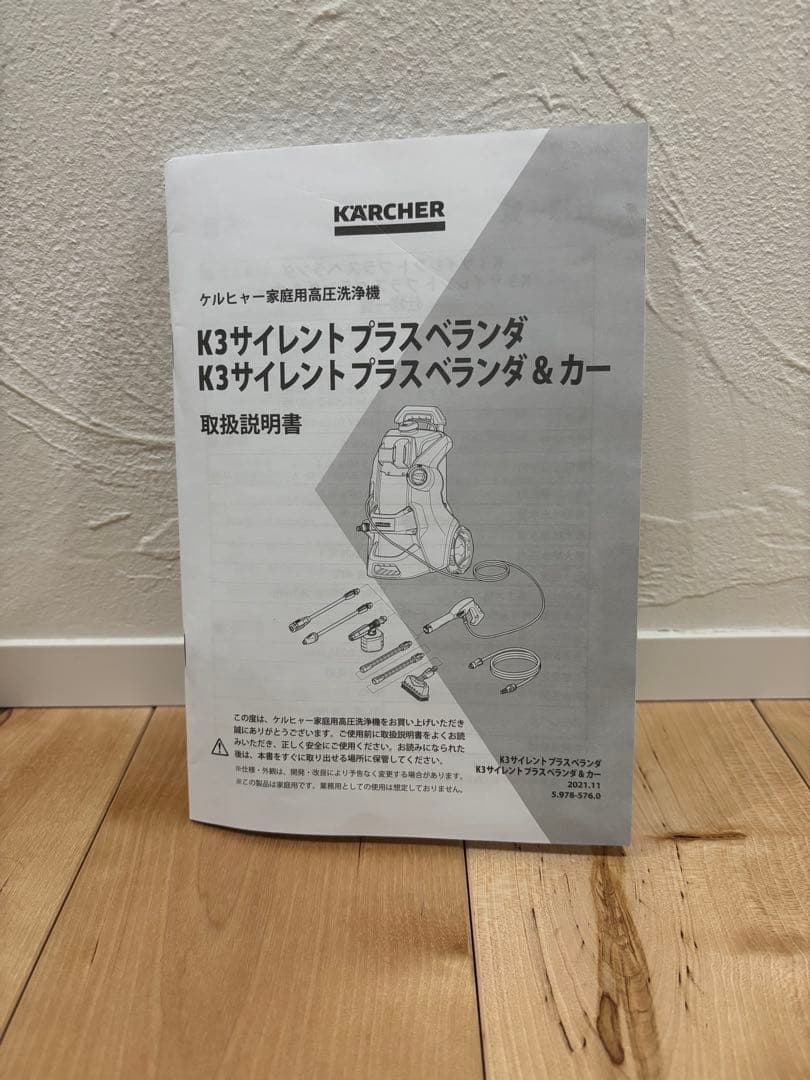 KÄRCHER
ケルヒャー家庭用高圧洗浄機
K3サイレント プラス ベランダ
K3サイレント プラス ベランダ & カー
取扱説明書
KÄRCHER
この度は、ケルヒャー家庭用高圧洗浄機をお買い上げいただき
誠にありがとうございます。ご使用前に取扱説明書をよくお読
みいただき、正しく安全にご使用ください。お読みになられた
後は、本書をすぐに取り出せる場所に保管してください。
※仕様・外観は、開発・改良により予告なく変更する場合があります。
※この製品は家庭用です。業務用としての使用は想定しておりません。
K3サイレント プラス ベランダ
K3サイレント プラス ベランダ & カー
2021.11
5.978-576.0